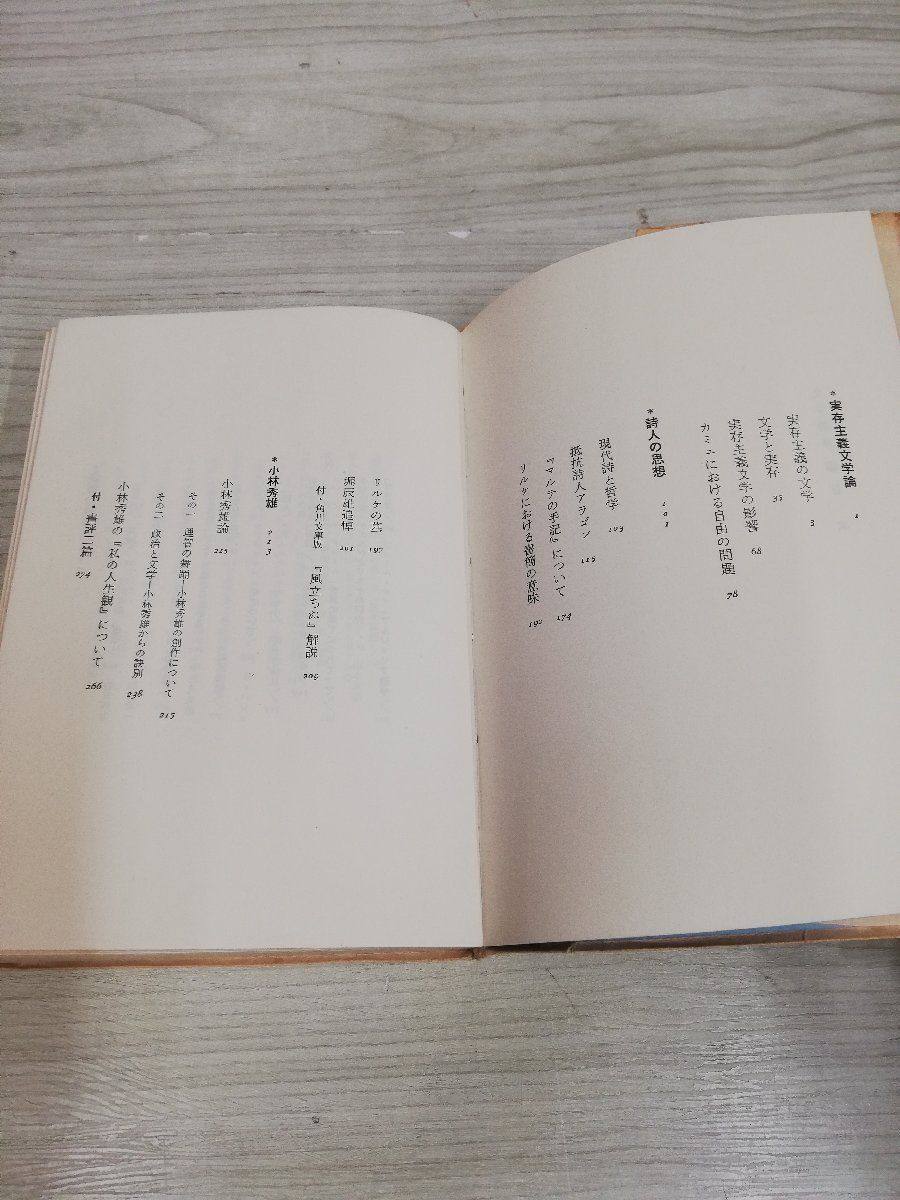 *実存主義文学論 1
実存主義の文学 3
文学と実存 35
実存主義文学の影響 68
カミュにおける自由の問題 78
*詩人の思想 101
現代詩と哲学 103
抵抗詩人アラゴン 119
『マルテの手記』について 174
リルケにおける書簡の意味 192
リルケの生 197
堀辰雄追悼 201
付・角川文庫版『風立ちぬ』解説 209
*小林秀雄 213
小林秀雄論 215
その一 理智の舞踏—小林秀雄の創作について 215
その二 政治と文学—小林秀雄からの訣別 238
小林秀雄の『私の人生観』について 266
付・書評二篇 274